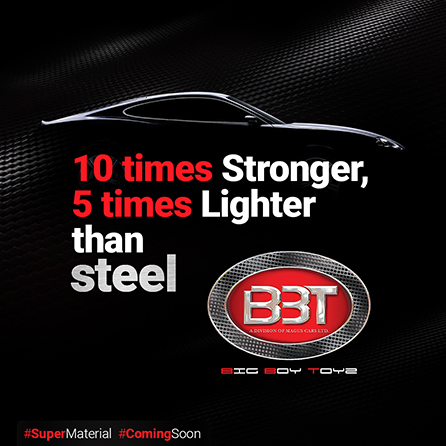 10 times Stronger,
5 times Lighter
than
steel
BBT
A DIVISION OF MAGUS CARS LTD.
BIG BOY TOYZ
#SuperMaterial #ComingSoon